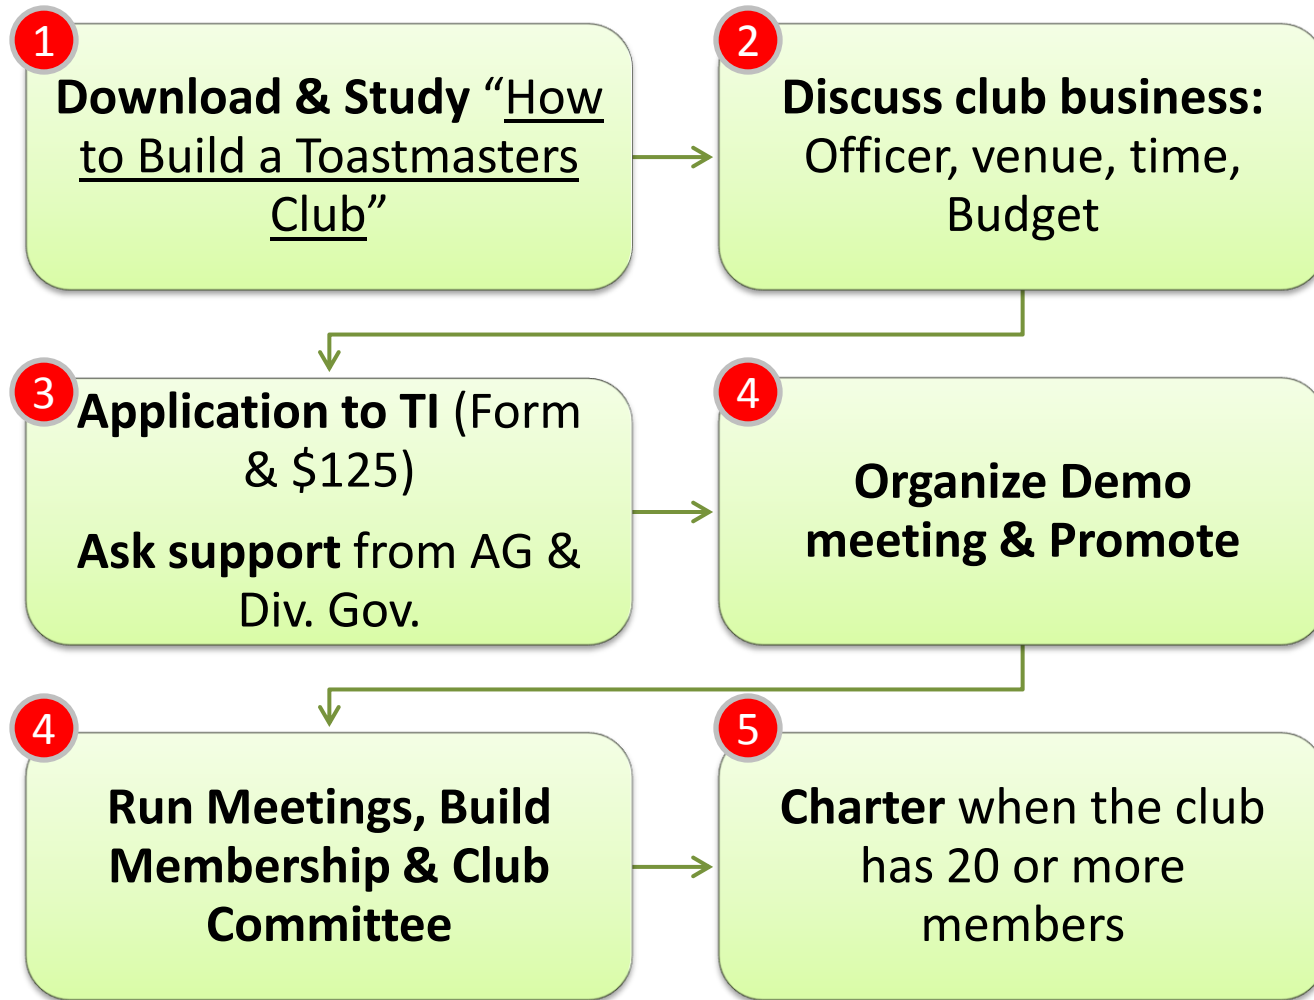 1
Download & Study “How
to Build a Toastmasters
Club”
2
Discuss club business:
Officer, venue, time,
Budget
3
Application to TI (Form
& $125)
Ask support from AG &
Div. Gov.
4
Organize Demo
meeting & Promote
4
Run Meetings, Build
Membership & Club
Committee
5
Charter when the club
has 20 or more
members